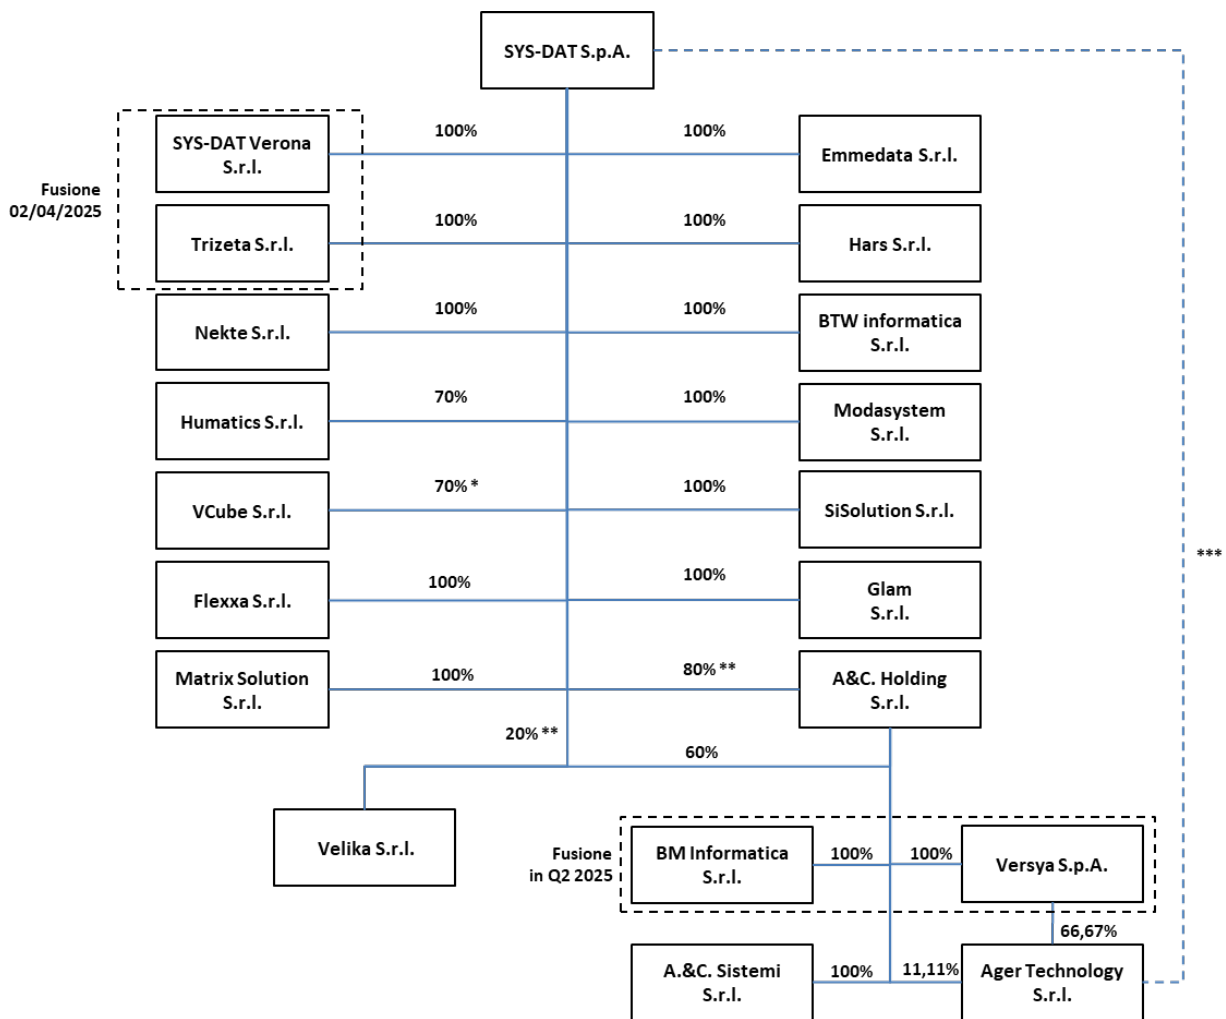 SYS-DAT S.p.A.
100%
100%
SYS-DAT Verona
S.r.l.
Emmedata S.r.l.
Fusione
02/04/2025
100%
100%
Trizeta S.r.l.
Hars S.r.l.
100%
100%
Nekte S.r.l.
BTW informatica
S.r.l.
70%
100%
Humatics S.r.l.
Modasystem
S.r.l.
70% *
100%
VCube S.r.l.
SiSolution S.r.l.
***
100%
100%
Flexxa S.r.l.
Glam
S.r.l.
100%
80% **
Matrix Solution
S.r.l.
A&C. Holding
S.r.l.
20% **
60%
Velika S.r.l.
Fusione
in Q2 2025
BM Informatica
S.r.l.
100%
100%
Versya S.p.A.
66,67%
A.&C. Sistemi
S.r.l.
100%
11,11%
Ager Technology
S.r.l.